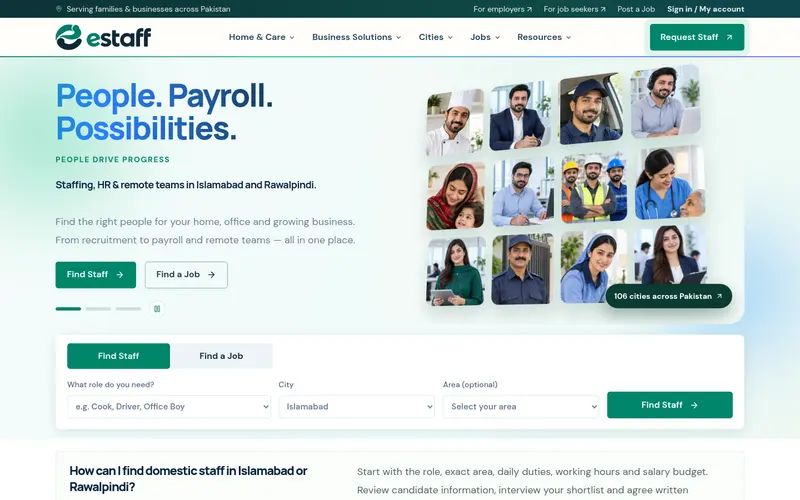 Serving families & businesses across Pakistan
For employers
For job seekers
Post a Job
Sign in / My account
estaff
Home & Care
Business Solutions
Cities
Jobs
Resources
Request Staff
People. Payroll.
Possibilities.
PEOPLE DRIVE PROGRESS
Staffing, HR & remote teams in Islamabad and Rawalpindi.
Find the right people for your home, office and growing business.
From recruitment to payroll and remote teams — all in one place.
Find Staff
Find a Job
106 cities across Pakistan
Find Staff
Find a Job
What role do you need?
City
Area (optional)
e.g. Cook, Driver, Office Boy
Islamabad
Select your area
Find Staff
How can I find domestic staff in Islamabad or
Rawalpindi?
Start with the role, exact area, daily duties, working hours and salary budget.
Review candidate information, interview your shortlist and agree written